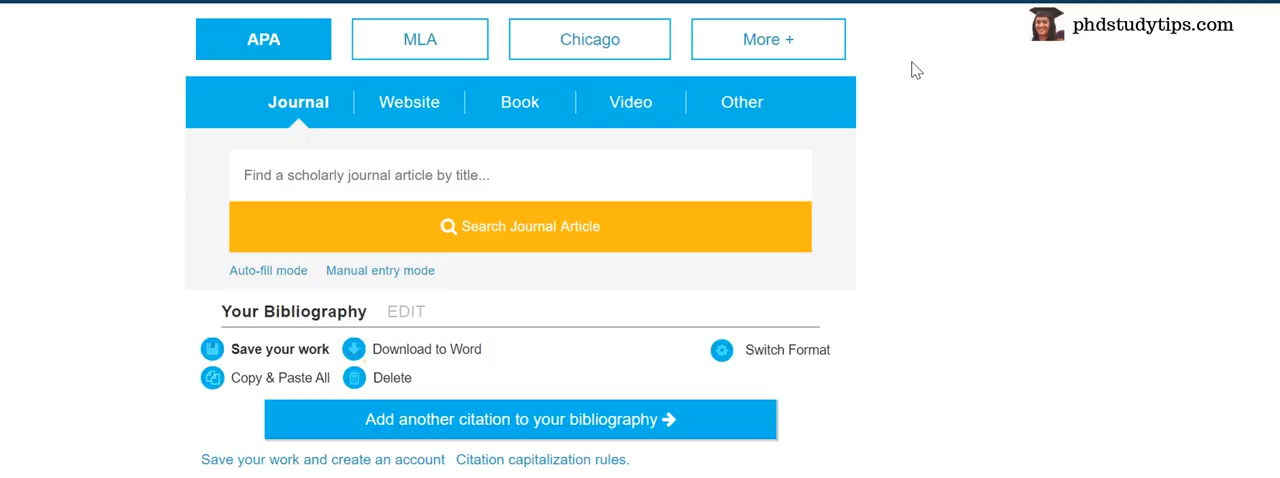 phdstudytips.com
APA MLA Chicago More +
Journal Website Book Video Other
Find a scholarly journal article by title...
Search Journal Article
Auto-fill mode Manual entry mode
Your Bibliography EDIT
Save your work Download to Word Switch Format
Copy & Paste All Delete
Add another citation to your bibliography
Save your work and create an account Citation capitalization rules.